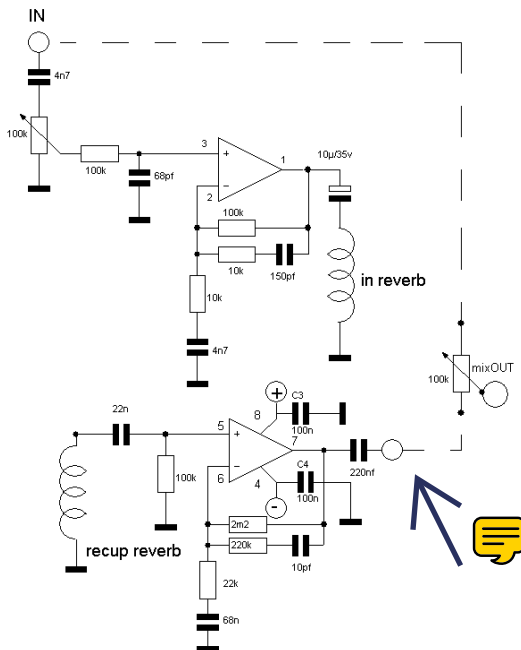 IN
4n7
100k
100k
68pf
3
+
1
2
−
10µ/35v
100k
10k
150pf
in reverb
10k
4n7
mixOUT
100k
22n
100k
recup reverb
+
C3
100n
8
5
+
7
6
−
4
C4
100n
−
220nf
2m2
220k
10pf
22k
68n